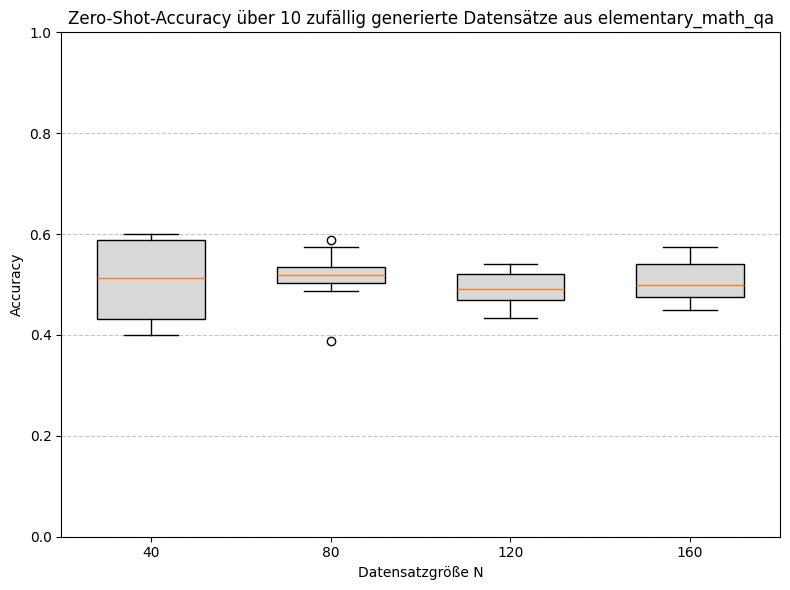 Zero-Shot-Accuracy über 10 zufällig generierte Datensätze aus elementary_math_qa
1.0
0.8
0.6
0.4
0.2
0.0
Accuracy
40 80 120 160
Datensatzgröße N